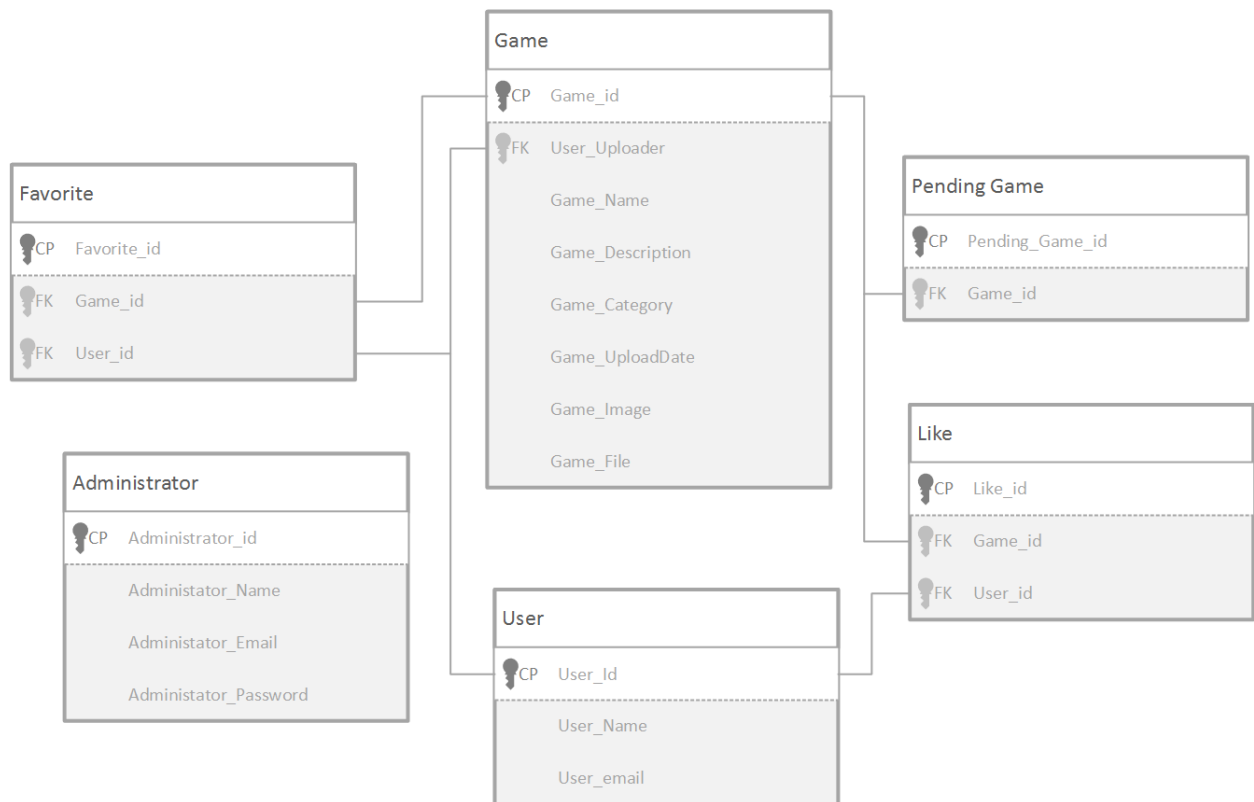 Game
CP Game_id
FK User_Uploader
Game_Name
Game_Description
Game_Category
Game_UploadDate
Game_Image
Game_File
Favorite
CP Favorite_id
FK Game_id
FK User_id
Pending Game
CP Pending_Game_id
FK Game_id
Like
CP Like_id
FK Game_id
FK User_id
Administrator
CP Administrator_id
Administator_Name
Administator_Email
Administator_Password
User
CP User_Id
User_Name
User_email